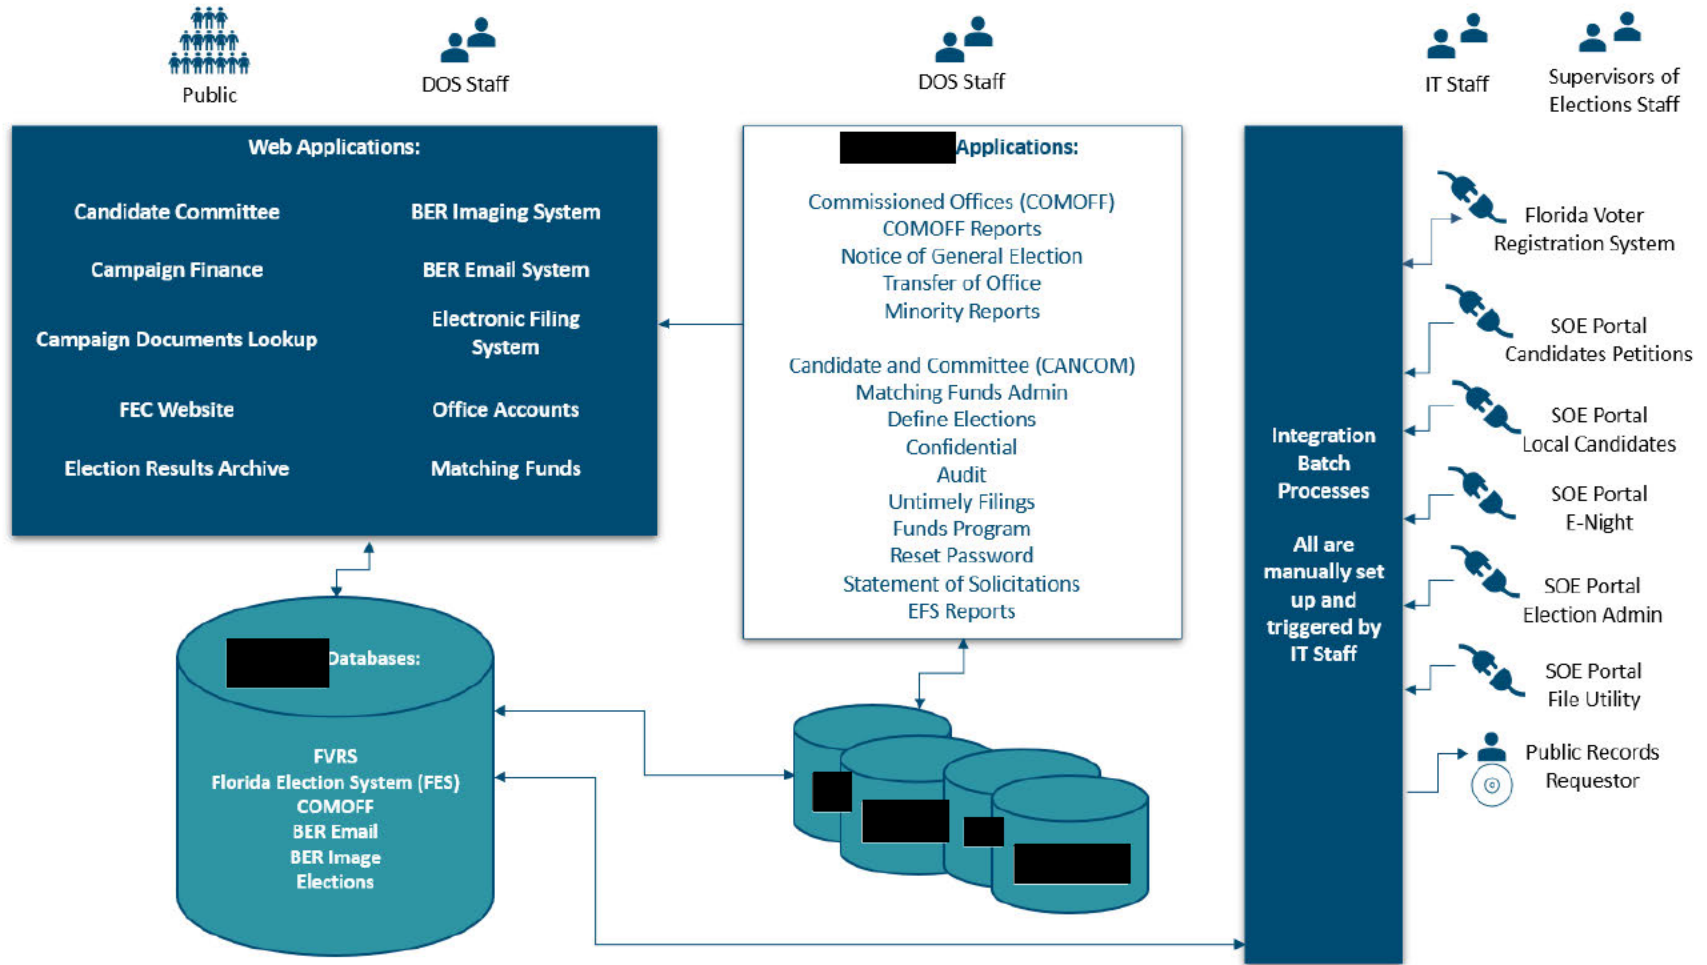 Public
DOS Staff
DOS Staff
IT Staff
Supervisors of
Elections Staff
Web Applications:
Candidate Committee
BER Imaging System
Campaign Finance
BER Email System
Campaign Documents Lookup
Electronic Filing
System
FEC Website
Office Accounts
Election Results Archive
Matching Funds
Applications:
Commissioned Offices (COMOFF)
COMOFF Reports
Notice of General Election
Transfer of Office
Minority Reports
Candidate and Committee (CANCOM)
Matching Funds Admin
Define Elections
Confidential
Audit
Untimely Filings
Funds Program
Reset Password
Statement of Solicitations
EFS Reports
Integration
Batch
Processes
All are
manually set
up and
triggered by
IT Staff
Florida Voter
Registration System
SOE Portal
Candidates Petitions
SOE Portal
Local Candidates
SOE Portal
E-Night
SOE Portal
Election Admin
SOE Portal
File Utility
Public Records
Requestor
Databases:
FVRS
Florida Election System (FES)
COMOFF
BER Email
BER Image
Elections